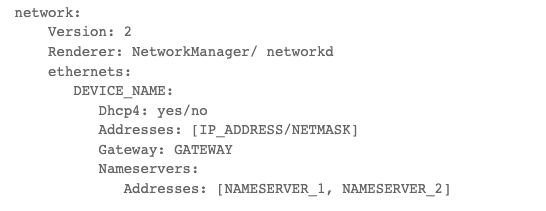 network:
Version: 2
Renderer: NetworkManager/ networkd
ethernets:
DEVICE_NAME:
Dhcp4: yes/no
Addresses: [IP_ADDRESS/NETMASK]
Gateway: GATEWAY
Nameservers:
Addresses: [NAMESERVER_1, NAMESERVER_2]